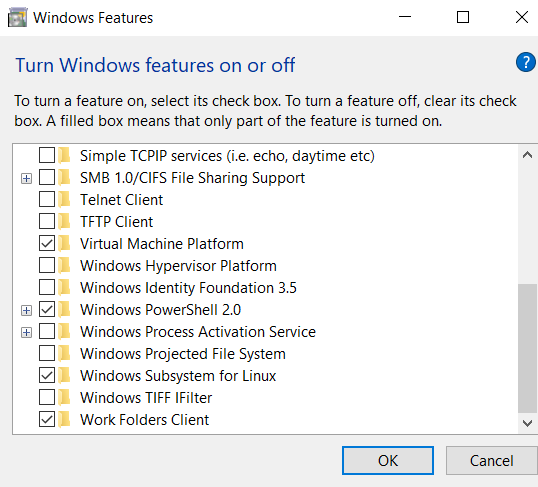 Windows Features
Turn Windows features on or off
?
To turn a feature on, select its check box. To turn a feature off, clear its check
box. A filled box means that only part of the feature is turned on.
Simple TCPIP services (i.e. echo, daytime etc)
SMB 1.0/CIFS File Sharing Support
Telnet Client
TFTP Client
Virtual Machine Platform
Windows Hypervisor Platform
Windows Identity Foundation 3.5
Windows PowerShell 2.0
Windows Process Activation Service
Windows Projected File System
Windows Subsystem for Linux
Windows TIFF IFilter
Work Folders Client
OK
Cancel